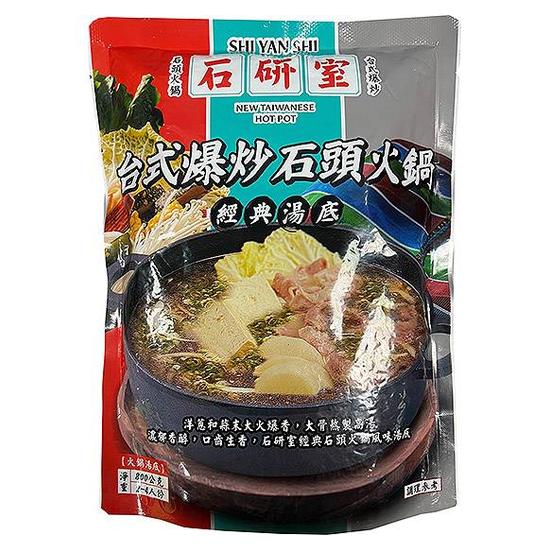 SHI YAN SHI
石頭火鍋
石研室
台式爆炒
NEW TAIWANESE
HOT POT
台式爆炒石頭火鍋
經典湯底
洋蔥和蒜末大火爆香，大骨熬製高湯
濃郁香醇，口齒生香，石研室經典石頭火鍋風味湯底
【火鍋湯底】
淨重 800公克
2-4人份
調理參考